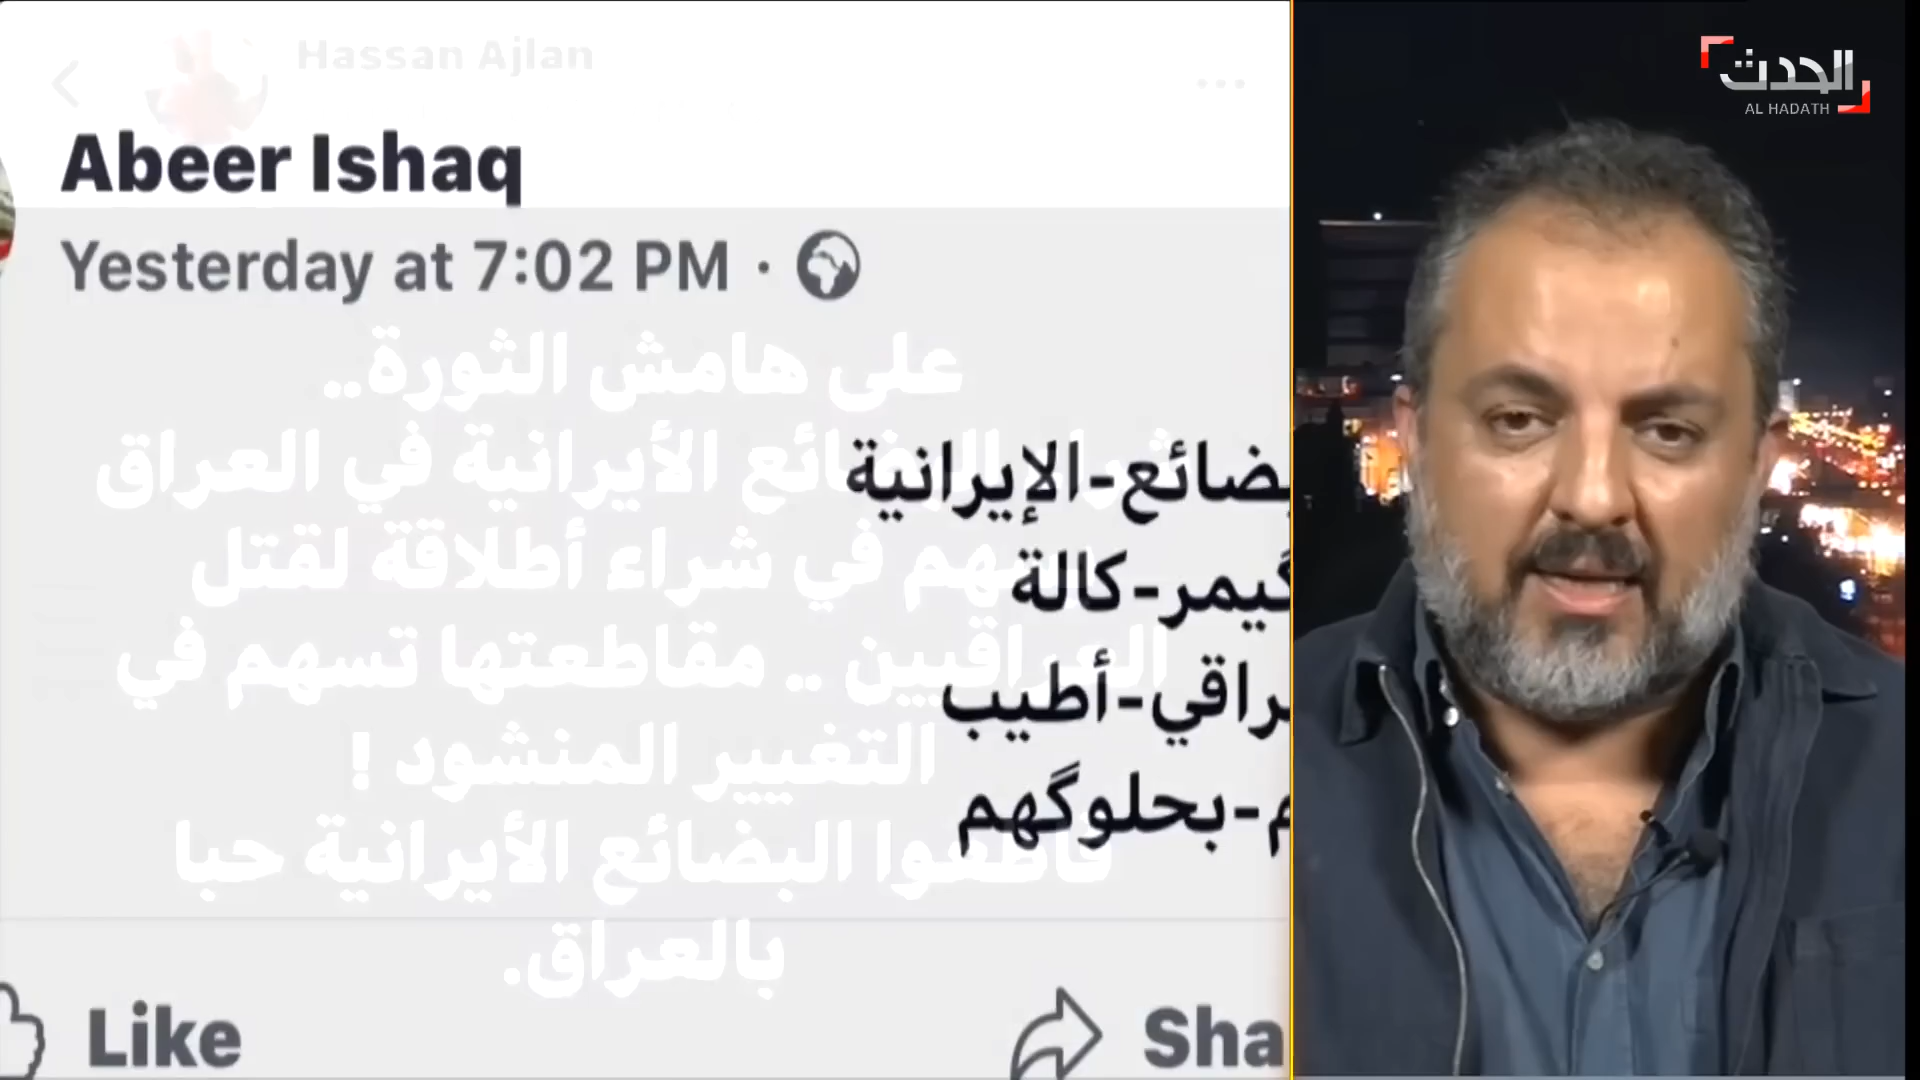 Hassan Ajlan
Abeer Ishaq
Yesterday at 7:02 PM ·
على هامش الثورة..
البضائع الأيرانية في العراق
في شراء أطلاقة لقتل
العراقيين .. مقاطعتها تسهم في
التغيير المنشود !
قاطعوا البضائع الأيرانية حبا
بالعراق.
بضائع-الإيرانية
گيمر-كالة
راقي-أطيب
م-بحلوگهم
Like
Sha
الحدث
AL HADATH